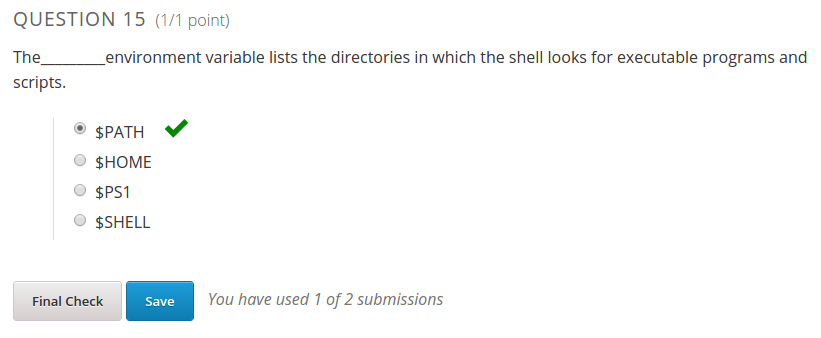 QUESTION 15 (1/1 point)
The_________environment variable lists the directories in which the shell looks for executable programs and
scripts.
$PATH
$HOME
$PS1
$SHELL
Final Check Save You have used 1 of 2 submissions